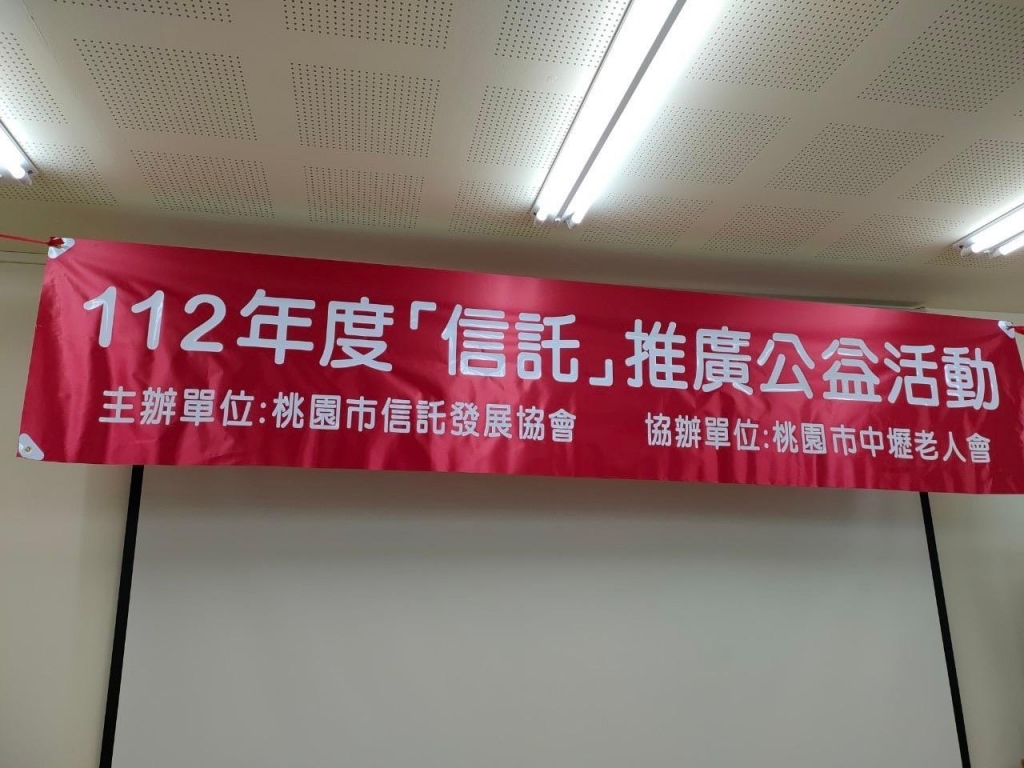 112年度「信託」推廣公益活動
主辦單位:桃園市信託發展協會 協辦單位:桃園市中壢老人會